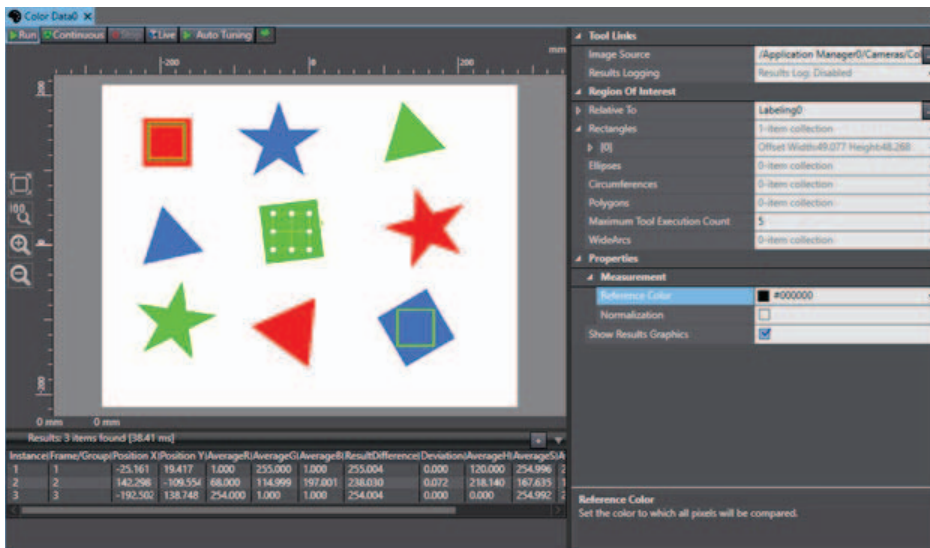 Color Data0 ×
Run Continuous Stop Live Auto Tuning
mm
-200 0 200
200
0
-200
100
0 mm 0 mm
Results: 3 items found [38.41 ms]
Instance Frame/Group Position X Position Y AverageR AverageG AverageB ResultDifference Deviation AverageH AverageS A
1 1 -25.161 19.417 1.000 255.000 1.000 255.004 0.000 120.000 254.996 2
2 2 142.298 -109.554 68.000 114.999 197.001 238.030 0.072 218.140 167.635 1
3 3 -192.502 138.748 254.000 1.000 1.000 254.004 0.000 0.000 254.992 2
Tool Links
Image Source /Application Manager0/Cameras/Col
Results Logging Results Log: Disabled
Region Of Interest
Relative To Labeling0
Rectangles 1-item collection
[0] Offset Width:49.077 Height:48.268
Ellipses 0-item collection
Circumferences 0-item collection
Polygons 0-item collection
Maximum Tool Execution Count 5
WideArcs 0-item collection
Properties
Measurement
Reference Color #000000
Normalization
Show Results Graphics
Reference Color
Set the color to which all pixels will be compared.